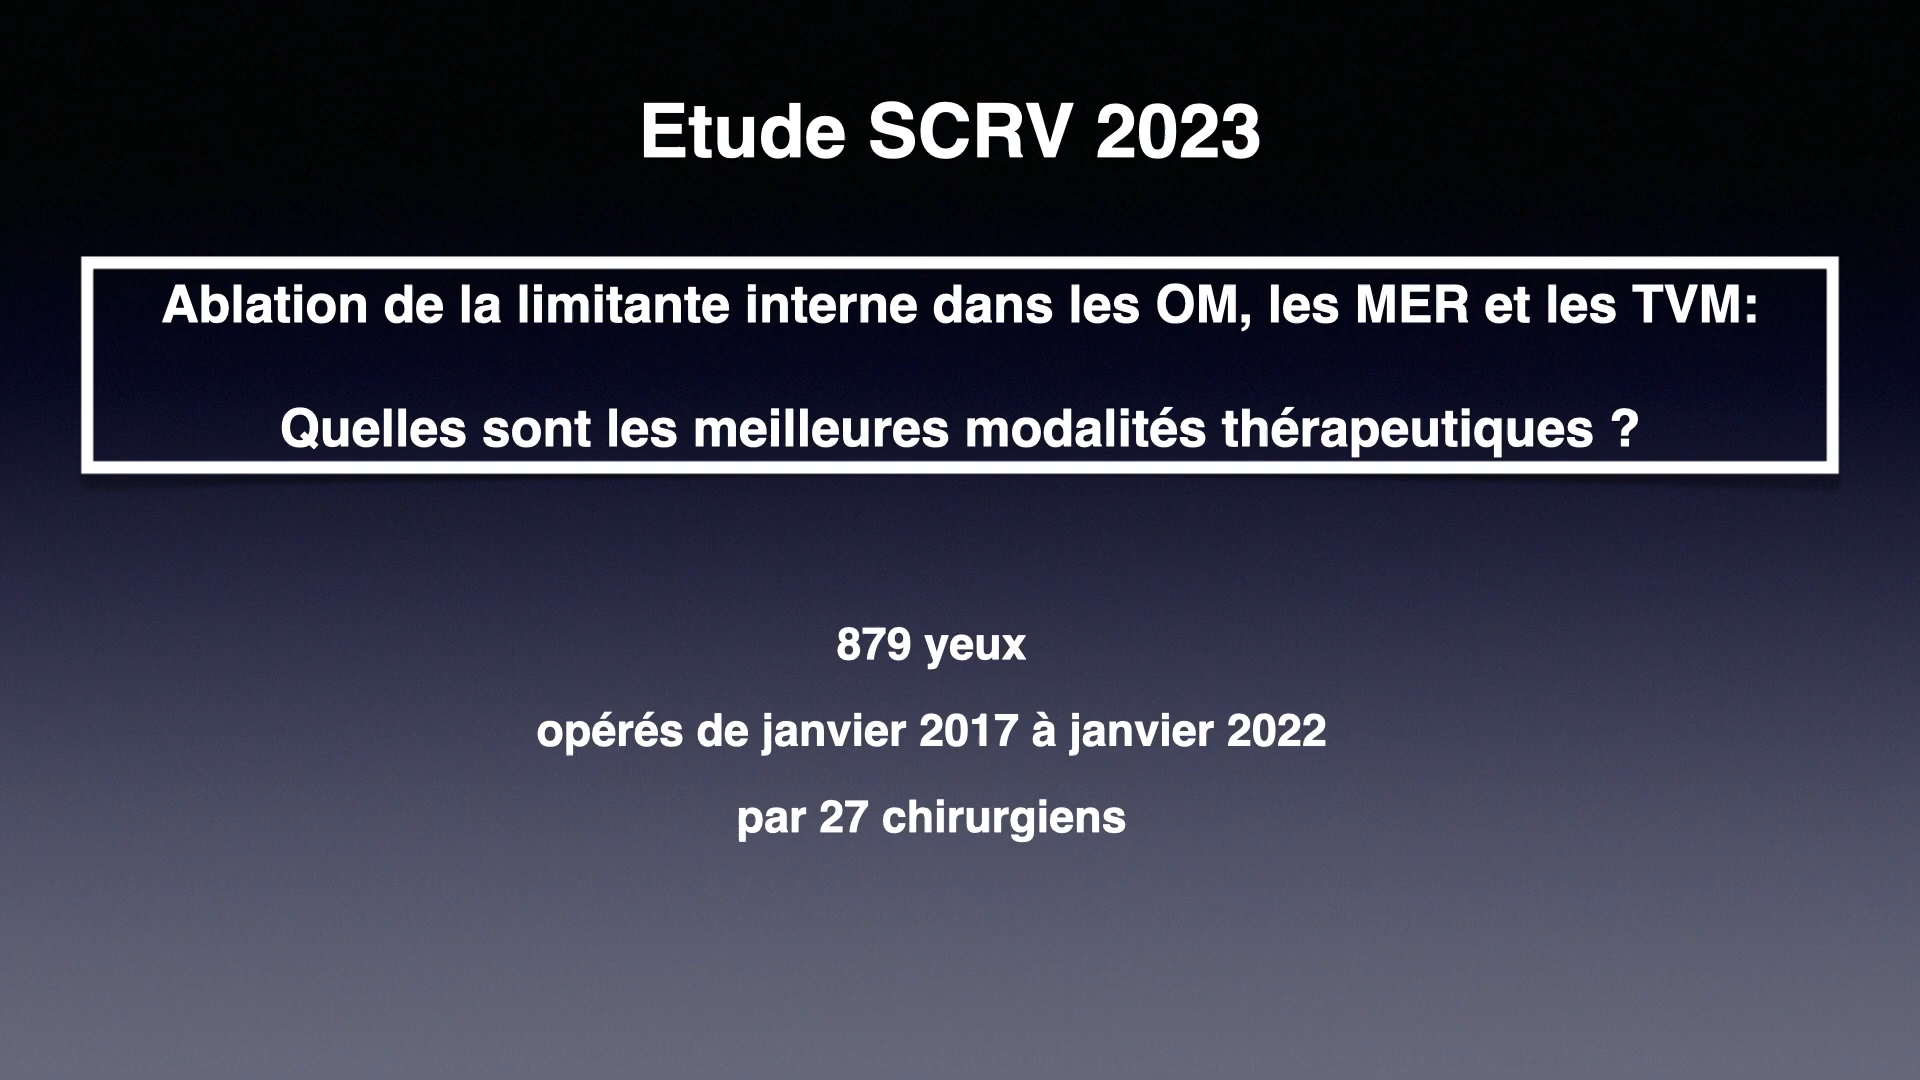 Etude SCRV 2023
Ablation de la limitante interne dans les OM, les MER et les TVM:
Quelles sont les meilleures modalités thérapeutiques ?
879 yeux
opérés de janvier 2017 à janvier 2022
par 27 chirurgiens